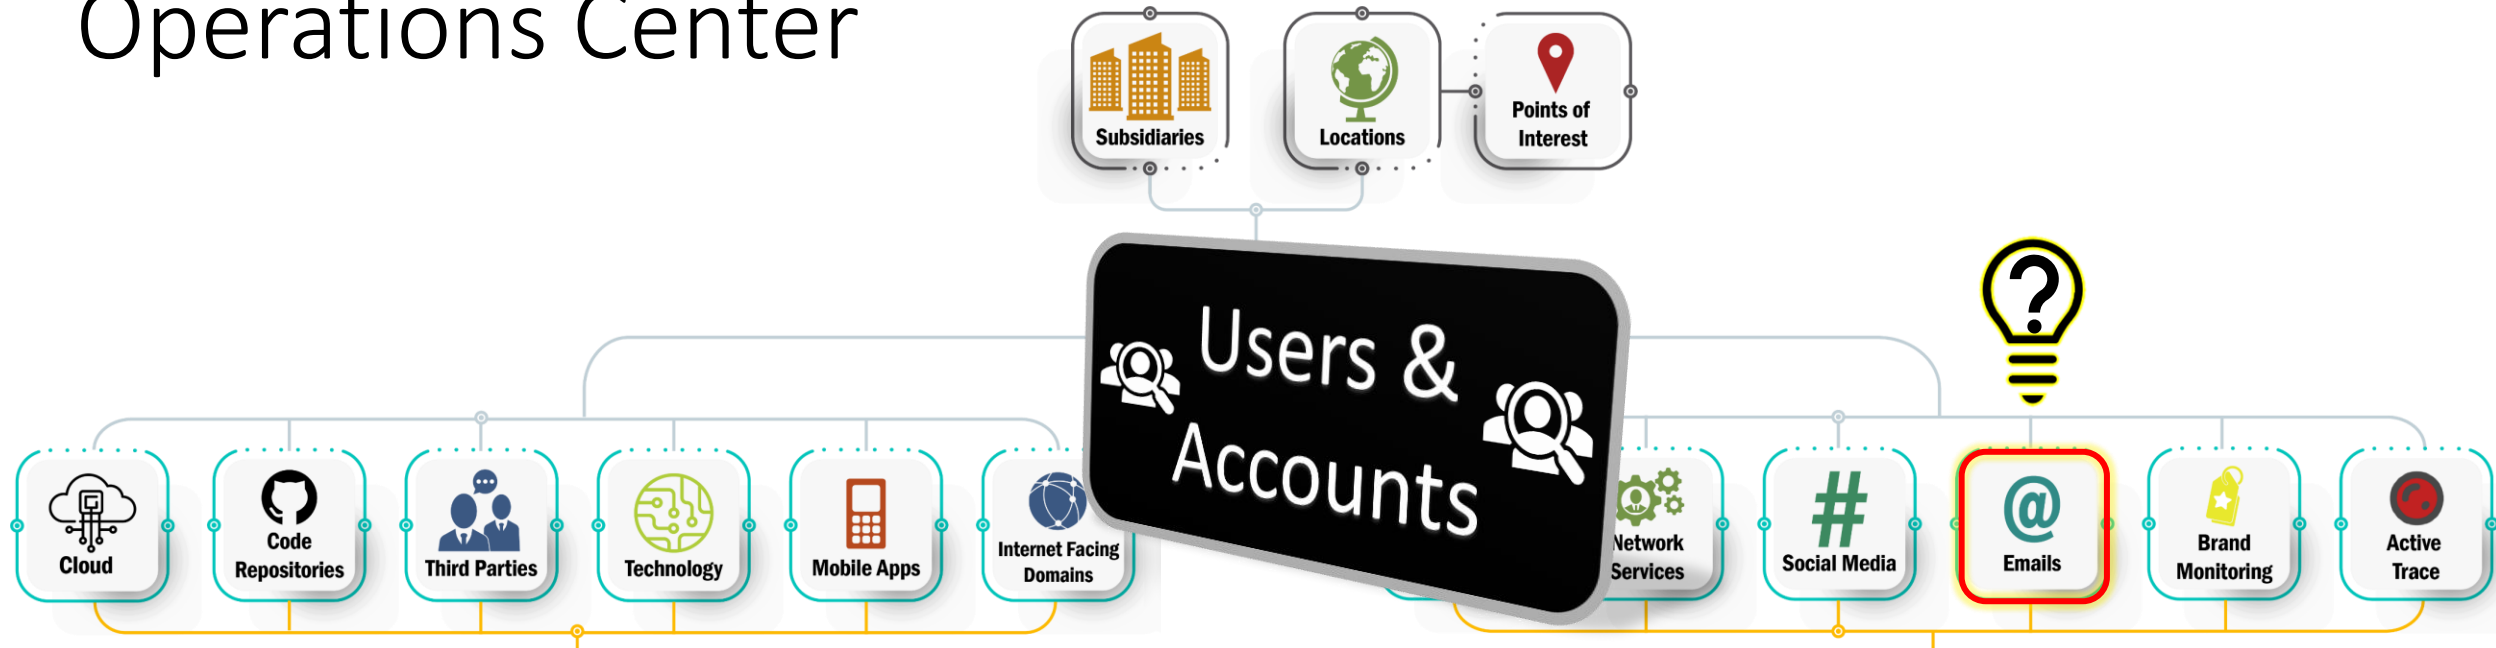 Operations Center
Subsidiaries
Locations
Points of
Interest
?
Users &
Accounts
Cloud
Code
Repositories
Third Parties
Technology
Mobile Apps
Internet Facing
Domains
Network
Services
#
Social Media
@
Emails
Brand
Monitoring
Active
Trace